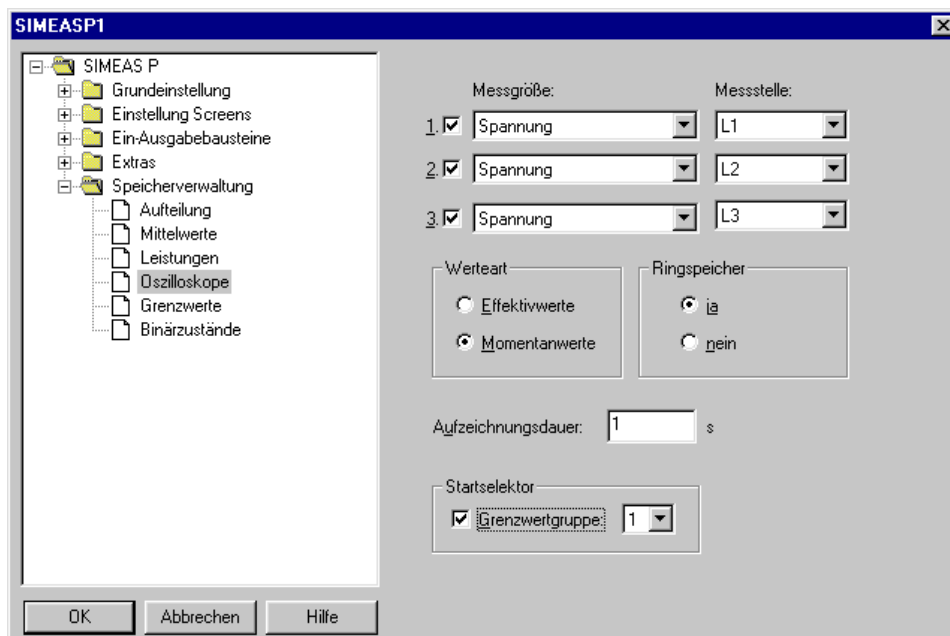 SIMEASP1
SIMEAS P
Grundeinstellung
Einstellung Screens
Ein-Ausgabebausteine
Extras
Speicherverwaltung
Aufteilung
Mittelwerte
Leistungen
Oszilloskope
Grenzwerte
Binärzustände
OK
Abbrechen
Hilfe
Messgröße: Messstelle:
1. Spannung L1
2. Spannung L2
3. Spannung L3
Werteart
Effektivwerte
Momentanwerte
Ringspeicher
ja
nein
Aufzeichnungsdauer: 1 s
Startselektor
Grenzwertgruppe: 1